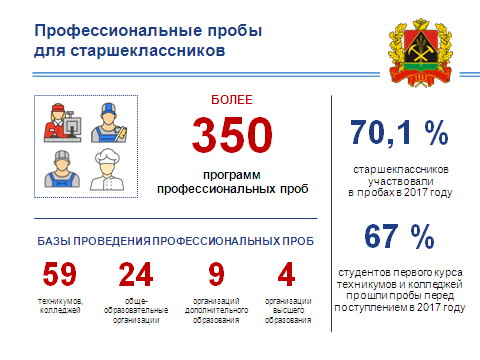 Профессиональные пробы
для старшеклассников
БОЛЕЕ
350
программ
профессиональных проб
70,1 %
старшеклассников
участвовали
в пробах в 2017 году
67 %
студентов первого курса
техникумов и колледжей
прошли пробы перед
поступлением в 2017 году
БАЗЫ ПРОВЕДЕНИЯ ПРОФЕССИОНАЛЬНЫХ ПРОБ
59
техникумов,
колледжей
24
обще-
образовательные
организации
9
организаций
дополнительного
образования
4
организации
высшего
образования